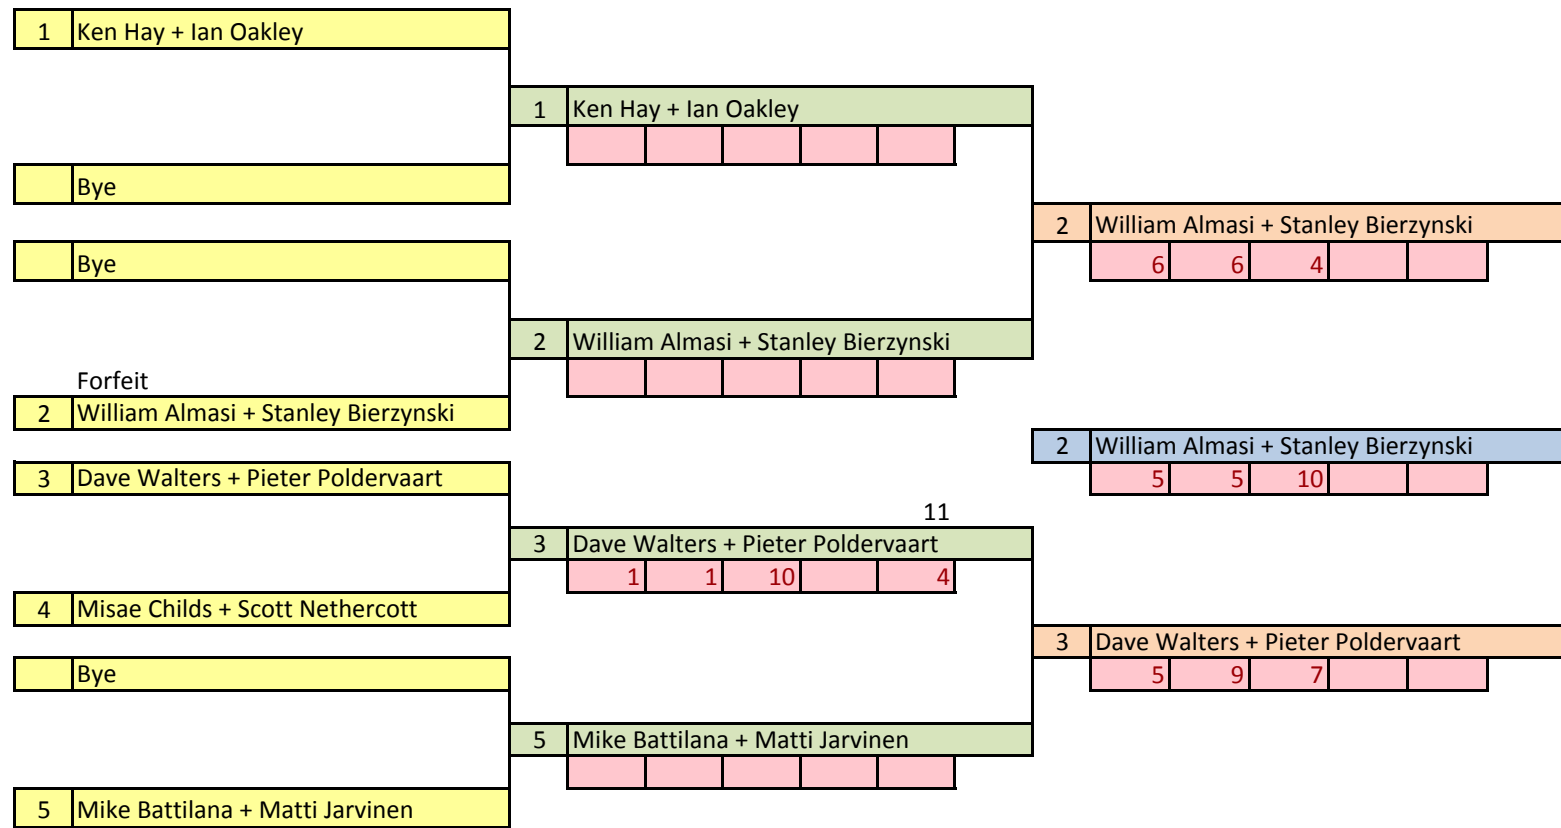 1 Ken Hay + Ian Oakley
1 Ken Hay + Ian Oakley
Bye
2 William Almasi + Stanley Bierzynski
Bye
6 6 4
2 William Almasi + Stanley Bierzynski
Forfeit
2 William Almasi + Stanley Bierzynski
2 William Almasi + Stanley Bierzynski
3 Dave Walters + Pieter Poldervaart
5 5 10
11
3 Dave Walters + Pieter Poldervaart
1 1 10 4
4 Misae Childs + Scott Nethercott
3 Dave Walters + Pieter Poldervaart
Bye
5 9 7
5 Mike Battilana + Matti Jarvinen
5 Mike Battilana + Matti Jarvinen